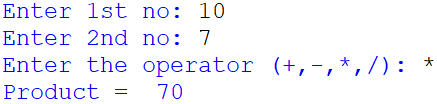 Enter 1st no: 10
Enter 2nd no: 7
Enter the operator (+,-,*,/): *
Product =  70